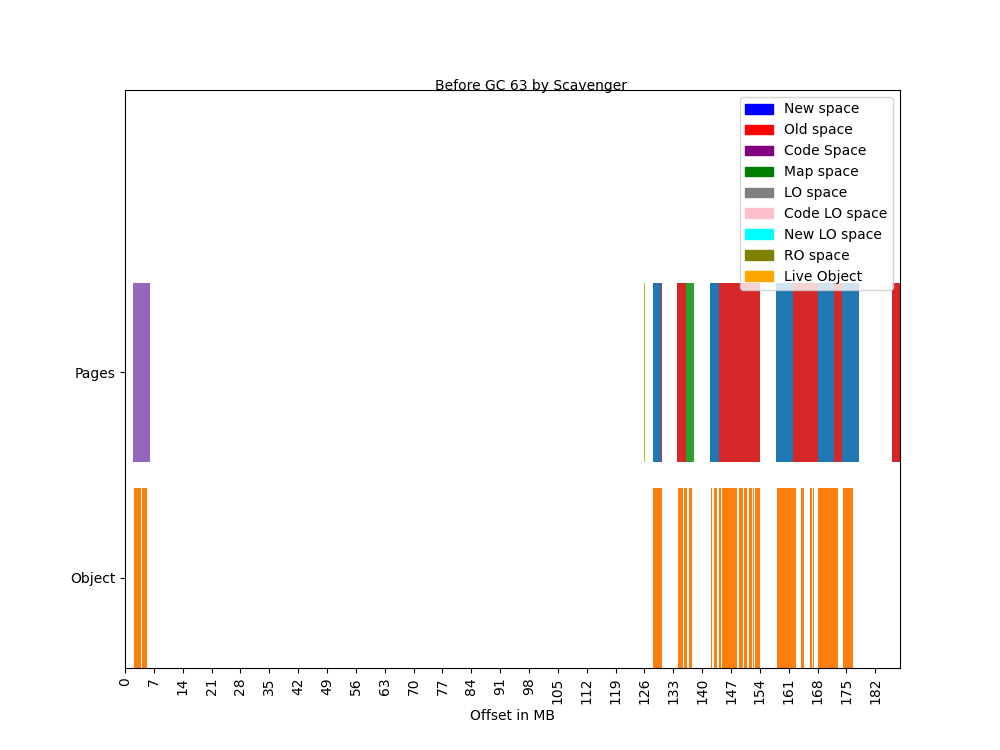 Before GC 63 by Scavenger
New space
Old space
Code Space
Map space
LO space
Code LO space
New LO space
RO space
Live Object
Pages
Object
0 7 14 21 28 35 42 49 56 63 70 77 84 91 98 105 112 119 126 133 140 147 154 161 168 175 182
Offset in MB